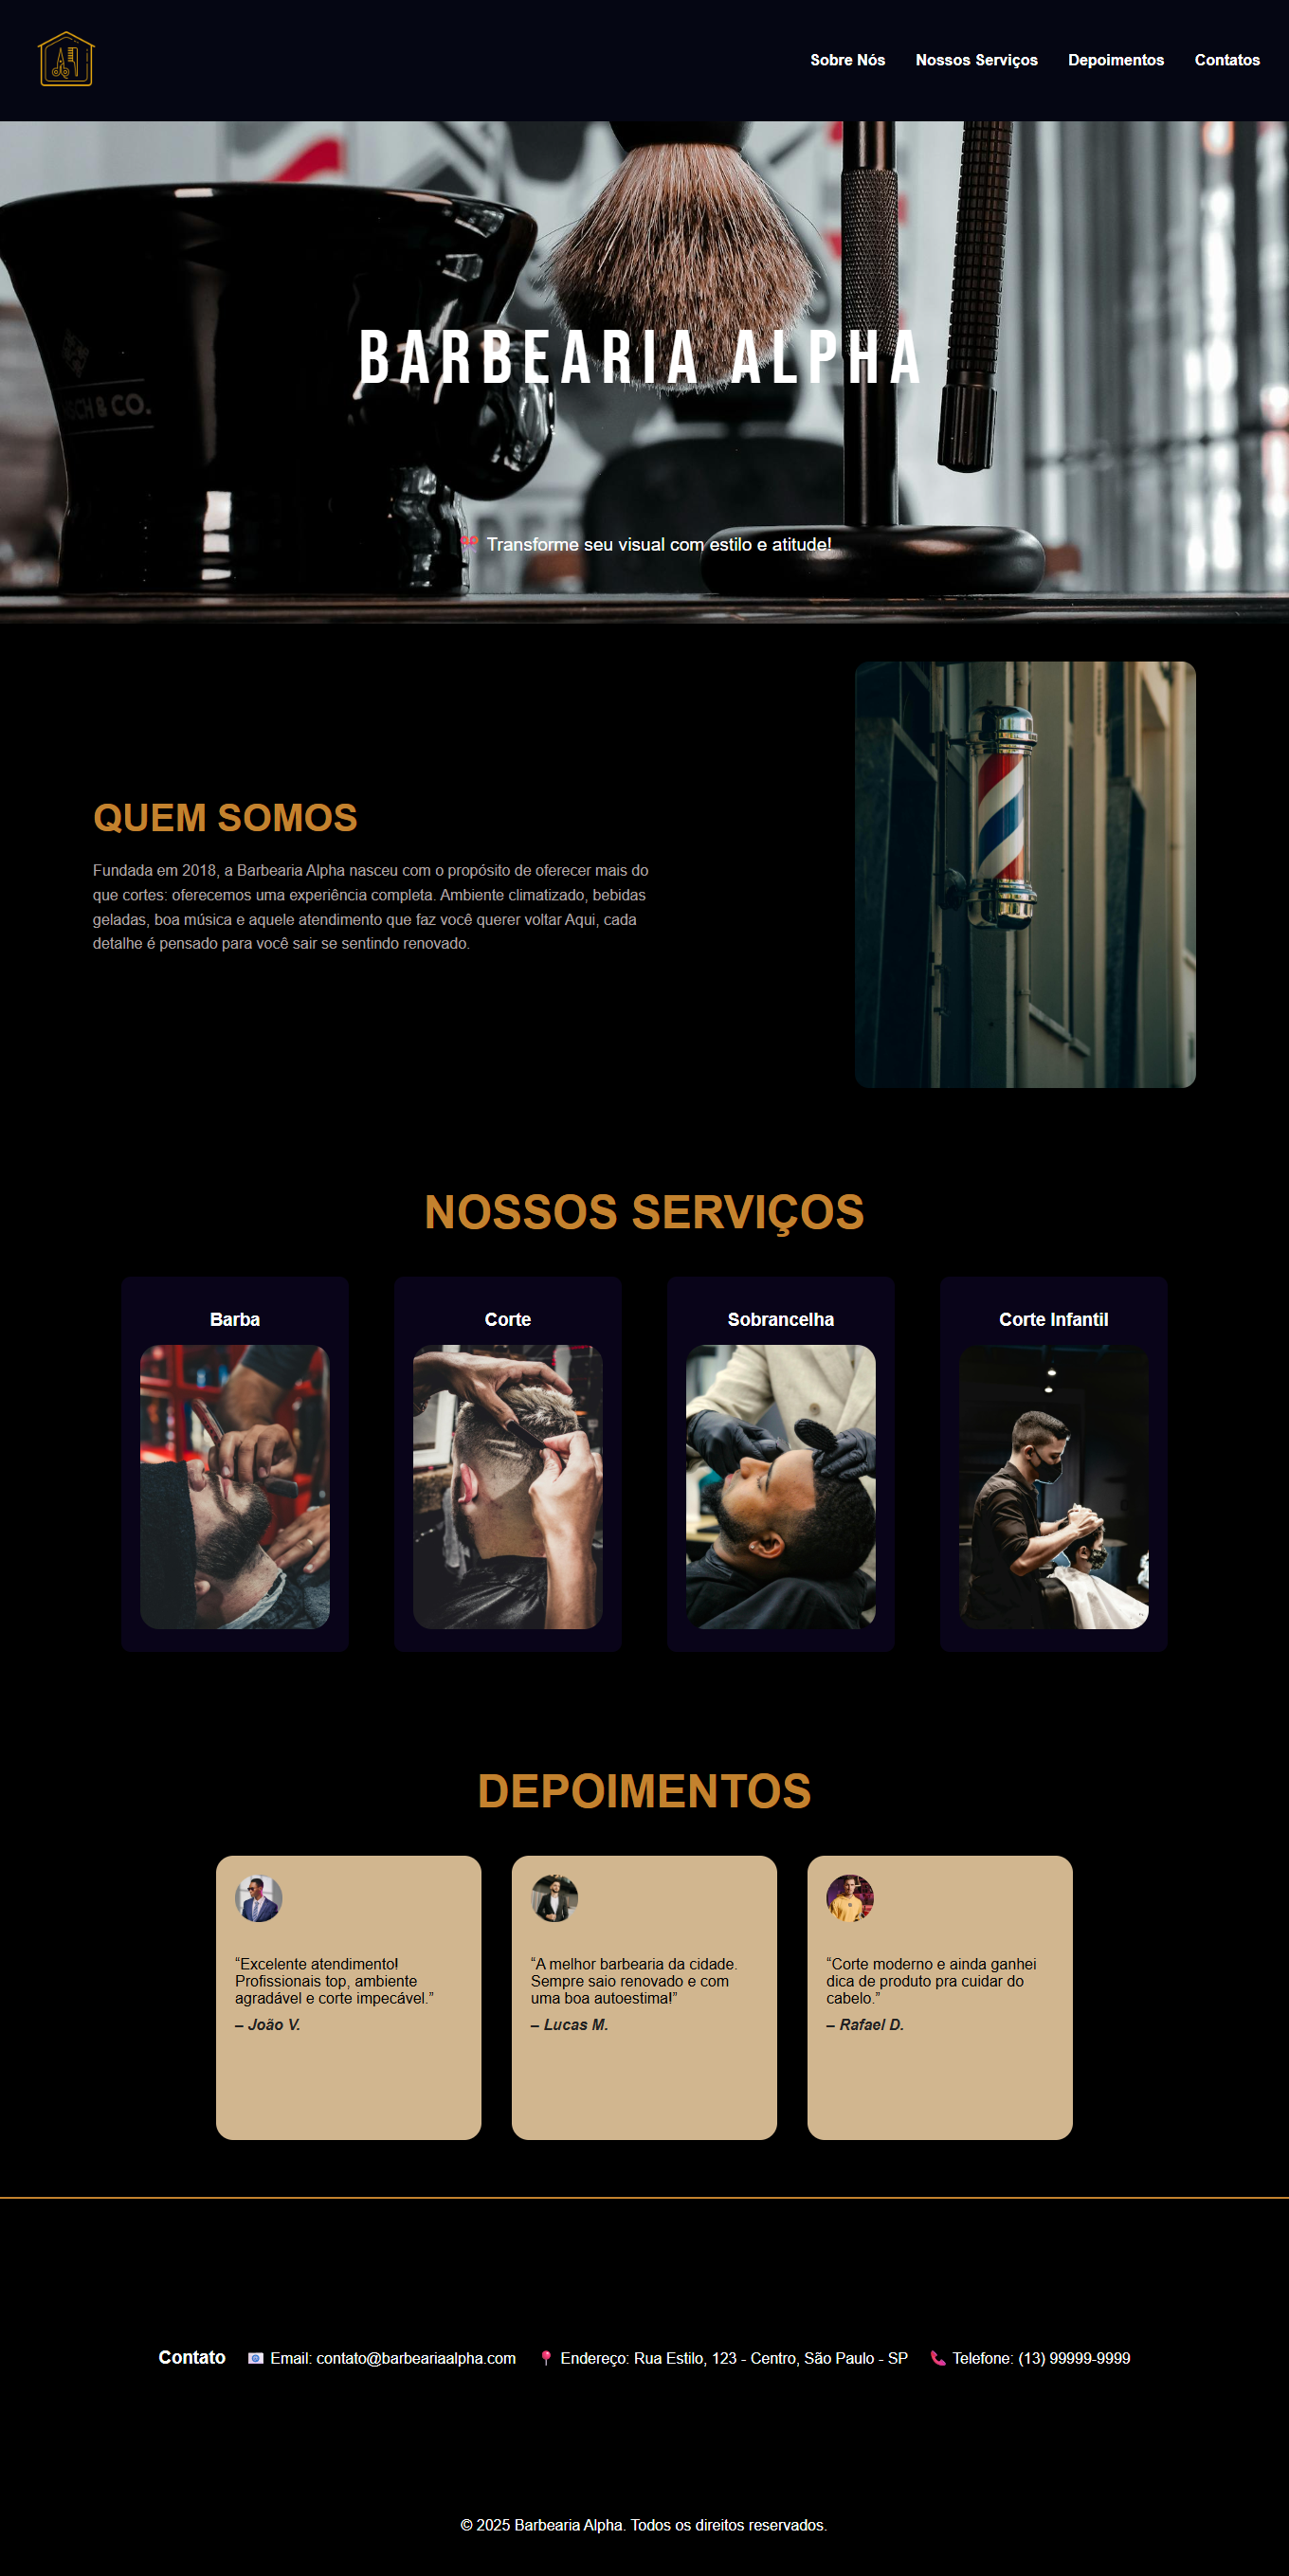 Sobre Nós Nossos Serviços Depoimentos Contatos
BARBEARIA ALPHA
& CO.
Transforme seu visual com estilo e atitude!
QUEM SOMOS
Fundada em 2018, a Barbearia Alpha nasceu com o propósito de oferecer mais do
que cortes: oferecemos uma experiência completa. Ambiente climatizado, bebidas
geladas, boa música e aquele atendimento que faz você querer voltar Aqui, cada
detalhe é pensado para você sair se sentindo renovado.
NOSSOS SERVIÇOS
Barba
Corte
Sobrancelha
Corte Infantil
DEPOIMENTOS
“Excelente atendimento!
Profissionais top, ambiente
agradável e corte impecável.”
– João V.
“A melhor barbearia da cidade.
Sempre saio renovado e com
uma boa autoestima!”
– Lucas M.
“Corte moderno e ainda ganhei
dica de produto pra cuidar do
cabelo.”
– Rafael D.
Contato 📧 Email: contato@barbeariaalpha.com 📍 Endereço: Rua Estilo, 123 - Centro, São Paulo - SP 📞 Telefone: (13) 99999-9999
© 2025 Barbearia Alpha. Todos os direitos reservados.